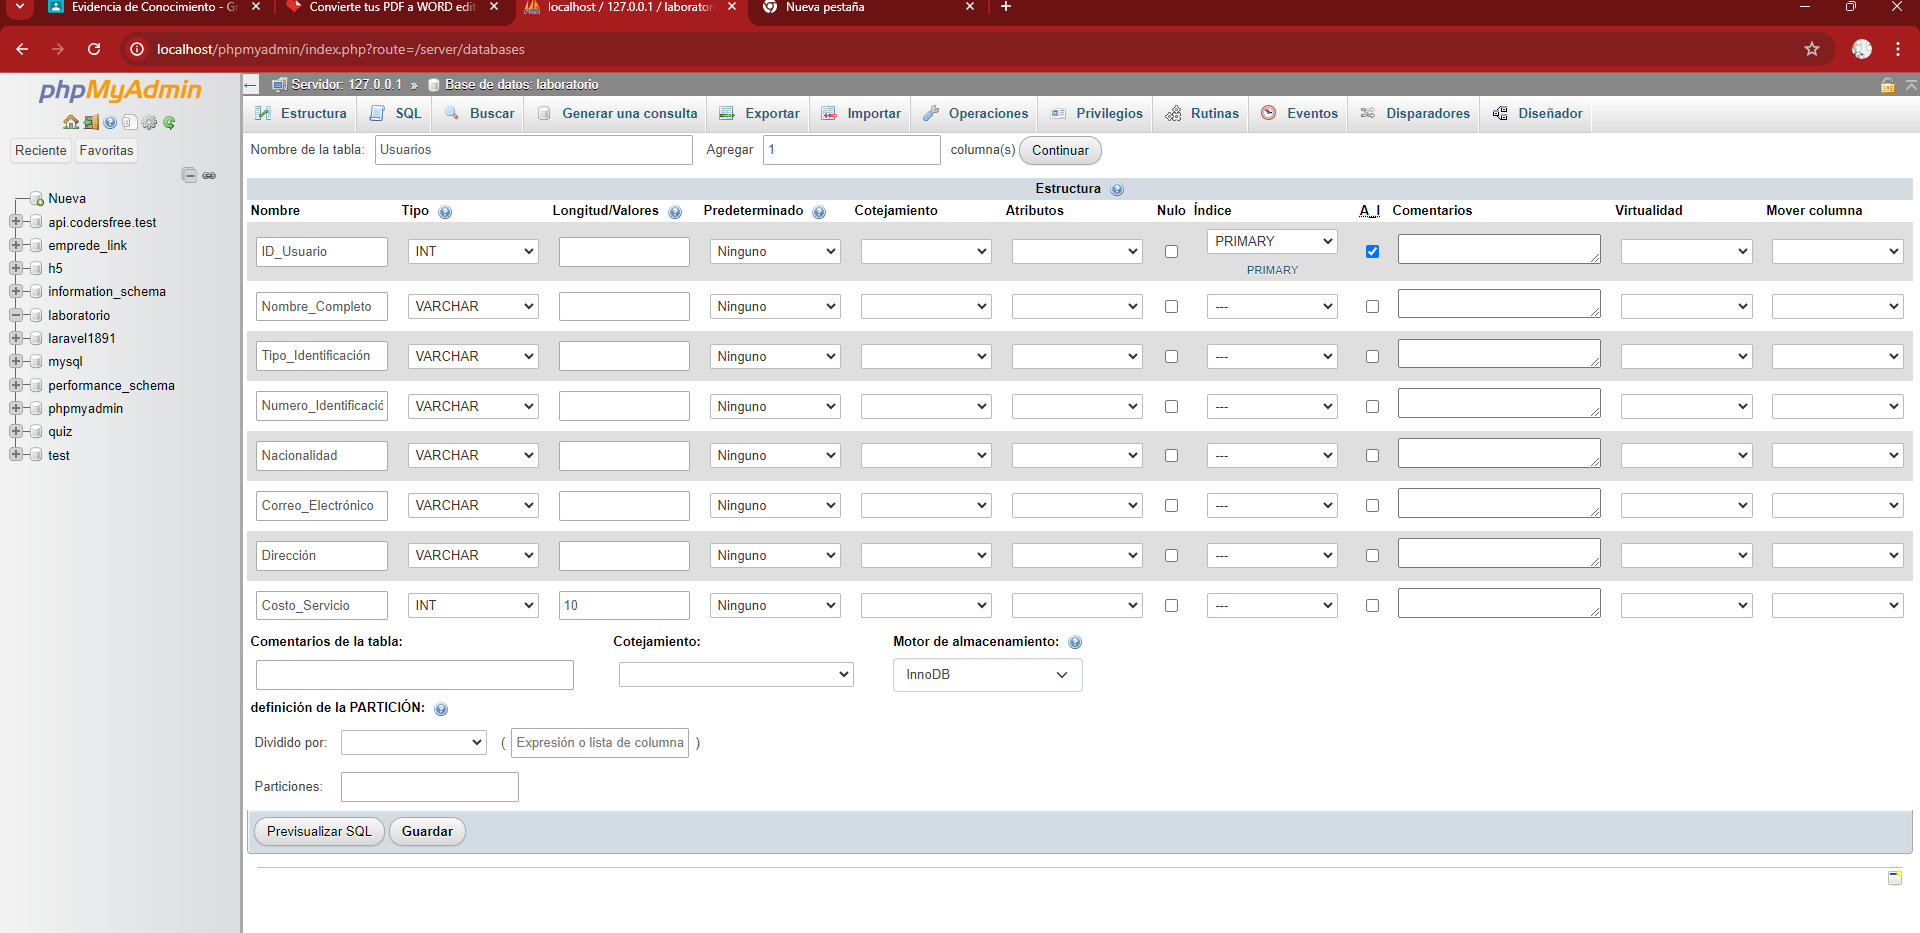 Evidencia de Conocimiento - Gr
Convierte tus PDF a WORD edit
localhost / 127.0.0.1 / laborator
Nueva pestaña
localhost/phpmyadmin/index.php?route=/server/databases
phpMyAdmin
Reciente Favoritas
Nueva
api.codersfree.test
emprede_link
h5
information_schema
laboratorio
laravel1891
mysql
performance_schema
phpmyadmin
quiz
test
Servidor: 127.0.0.1 » Base de datos: laboratorio
Estructura SQL Buscar Generar una consulta Exportar Importar Operaciones Privilegios Rutinas Eventos Disparadores Diseñador
Nombre de la tabla: Usuarios Agregar 1 columna(s) Continuar
Estructura
Nombre Tipo Longitud/Valores Predeterminado Cotejamiento Atributos Nulo Índice A_I Comentarios Virtualidad Mover columna
ID_Usuario INT Ninguno PRIMARY
PRIMARY
Nombre_Completo VARCHAR Ninguno ---
Tipo_Identificación VARCHAR Ninguno ---
Numero_Identificació VARCHAR Ninguno ---
Nacionalidad VARCHAR Ninguno ---
Correo_Electrónico VARCHAR Ninguno ---
Dirección VARCHAR Ninguno ---
Costo_Servicio INT 10 Ninguno ---
Comentarios de la tabla: Cotejamiento: Motor de almacenamiento:
InnoDB
definición de la PARTICIÓN:
Dividido por: ( Expresión o lista de columna )
Particiones:
Previsualizar SQL Guardar